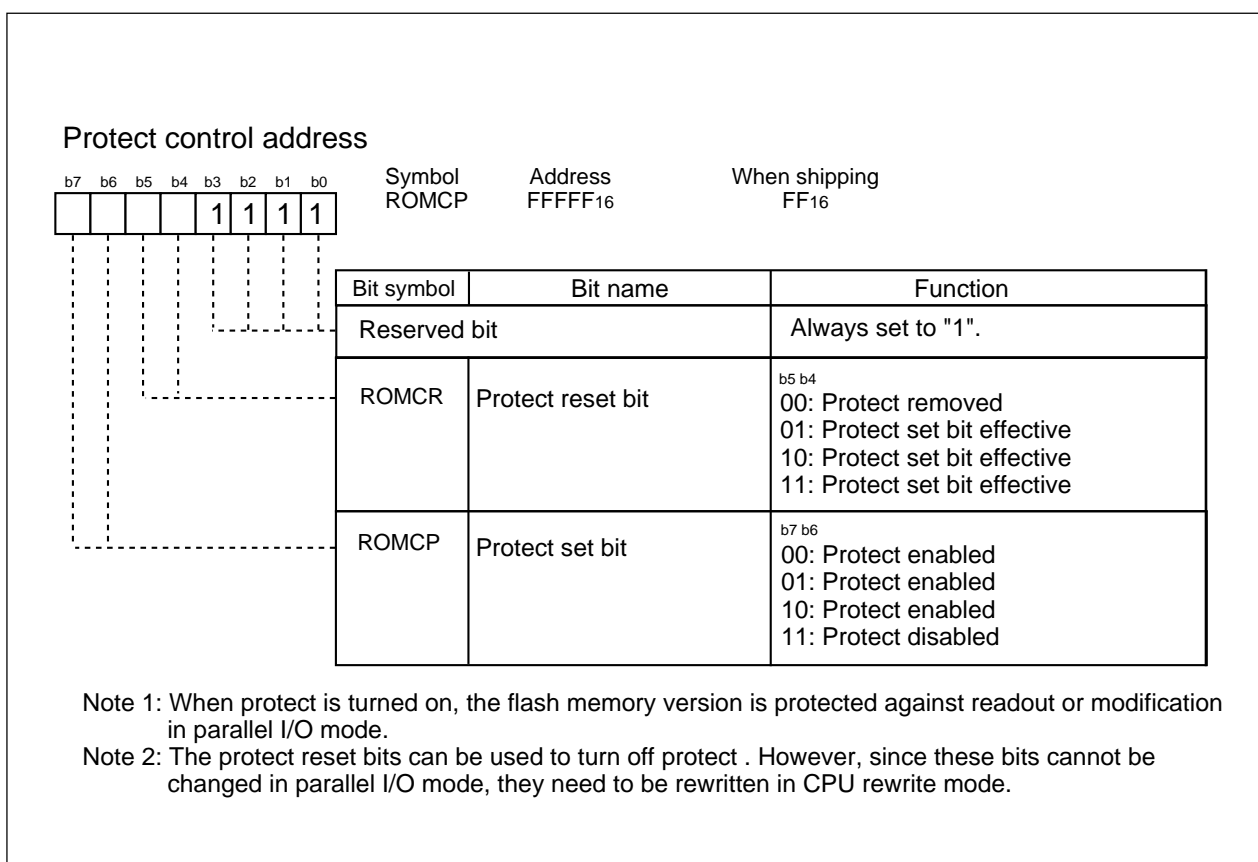 Protect control address
b7 b6 b5 b4 b3 b2 b1 b0
1 1 1 1
Symbol Address When shipping
ROMCP FFFFF16 FF16
Bit symbol Bit name Function
Reserved bit Always set to "1".
ROMCR Protect reset bit
b5 b4
00: Protect removed
01: Protect set bit effective
10: Protect set bit effective
11: Protect set bit effective
ROMCP Protect set bit
b7 b6
00: Protect enabled
01: Protect enabled
10: Protect enabled
11: Protect disabled
Note 1: When protect is turned on, the flash memory version is protected against readout or modification
in parallel I/O mode.
Note 2: The protect reset bits can be used to turn off protect . However, since these bits cannot be
changed in parallel I/O mode, they need to be rewritten in CPU rewrite mode.